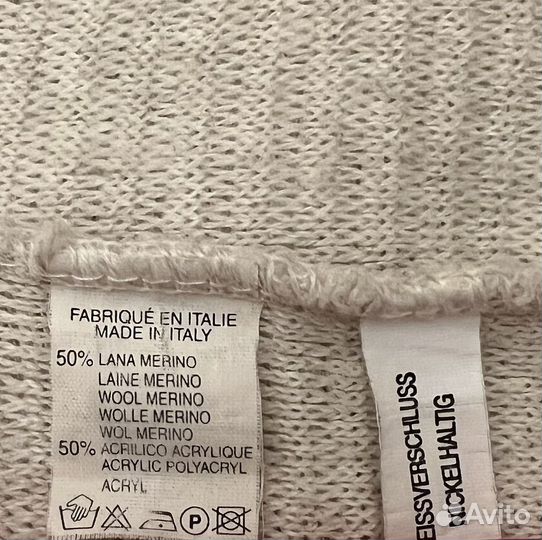 FABRIQUÉ EN ITALIE
MADE IN ITALY
50% LANA MERINO
LAINE MERINO
WOOL MERINO
WOLLE MERINO
WOL MERINO
50% ACRILICO ACRYLIQUE
ACRYLIC POLYACRYL
ACRYL
P
EISSVERSCHLUSS
NICKELHALTIG
Avito